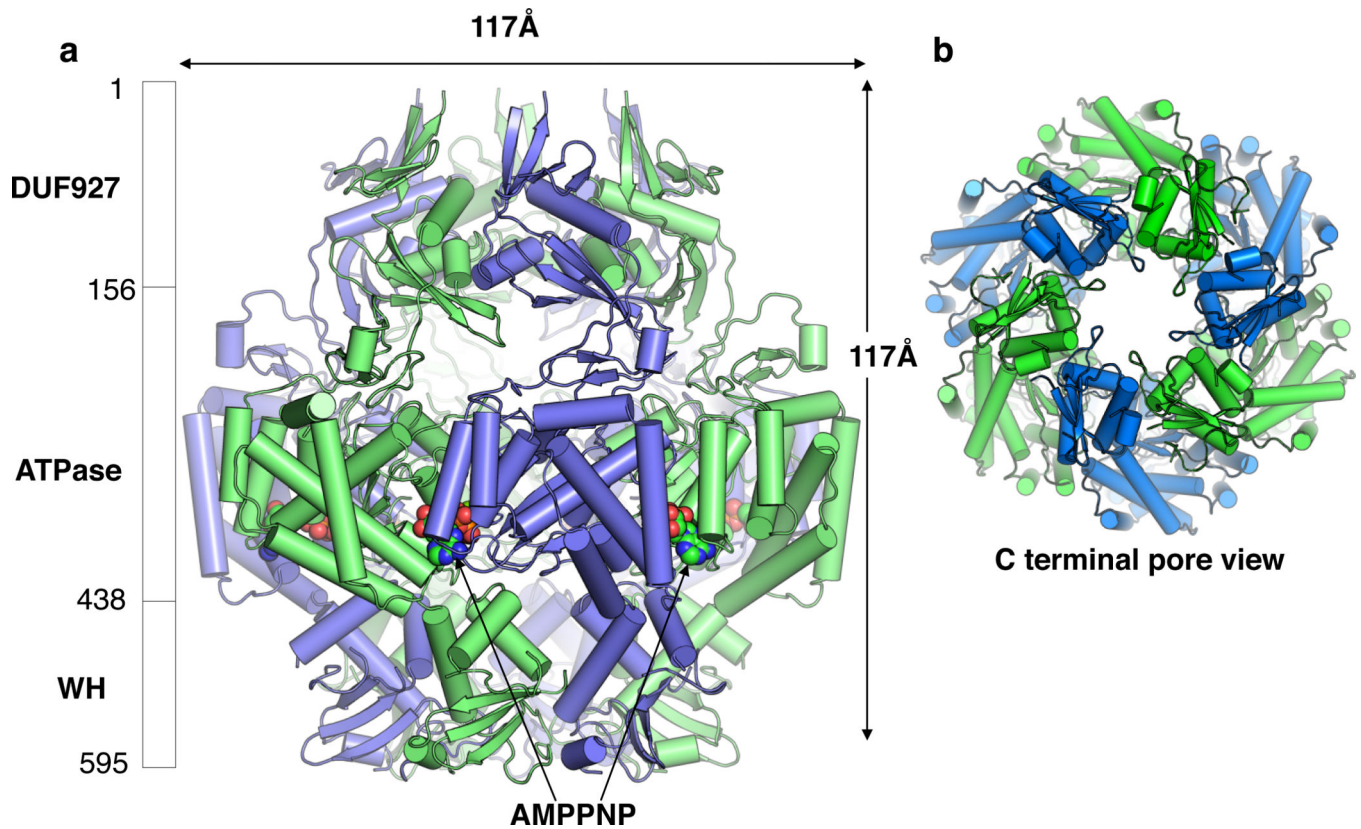 a
117Å
b
1
DUF927
156
117Å
ATPase
438
WH
595
AMPPNP
C terminal pore view